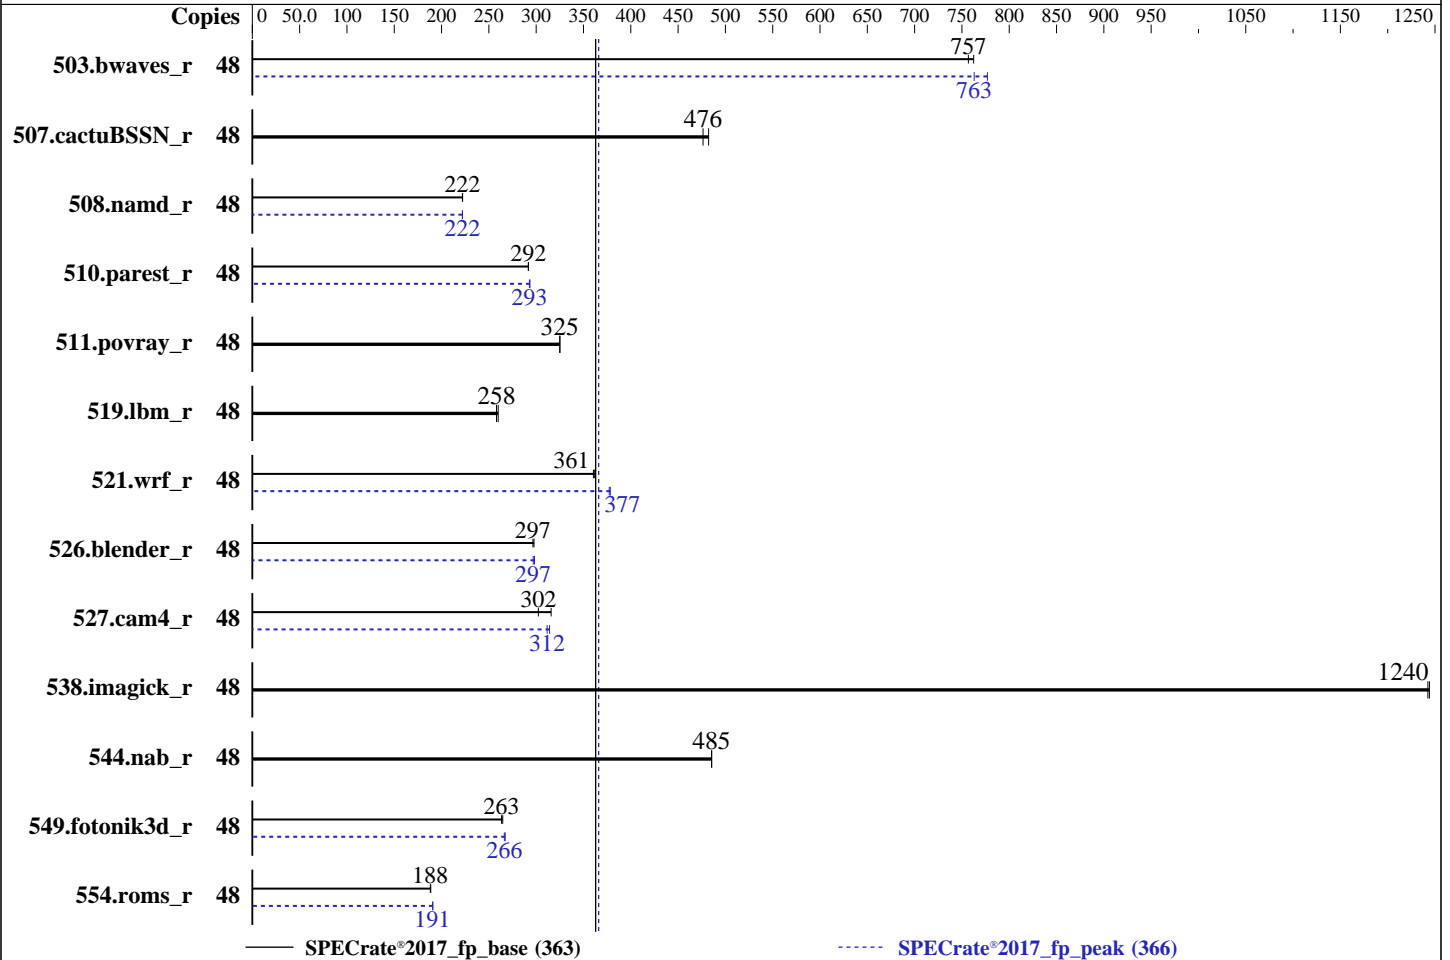 Copies 0 50.0 100 150 200 250 300 350 400 450 500 550 600 650 700 750 800 850 900 950 1050 1150 1250
757
503.bwaves_r 48
763
476
507.cactuBSSN_r 48
222
508.namd_r 48
222
292
510.parest_r 48
293
325
511.povray_r 48
258
519.lbm_r 48
361
521.wrf_r 48
377
297
526.blender_r 48
297
302
527.cam4_r 48
312
1240
538.imagick_r 48
485
544.nab_r 48
263
549.fotonik3d_r 48
266
188
554.roms_r 48
191
SPECrate®2017_fp_base (363) SPECrate®2017_fp_peak (366)